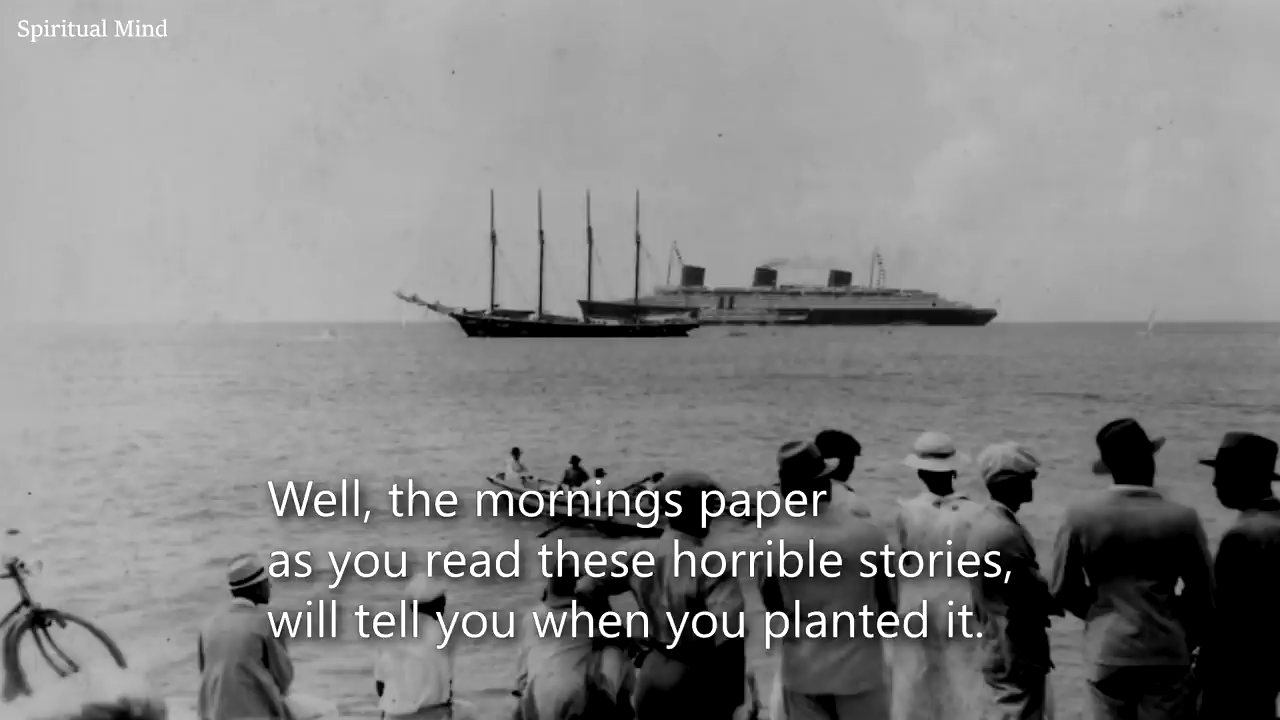 Spiritual Mind
Well, the mornings paper
as you read these horrible stories,
will tell you when you planted it.